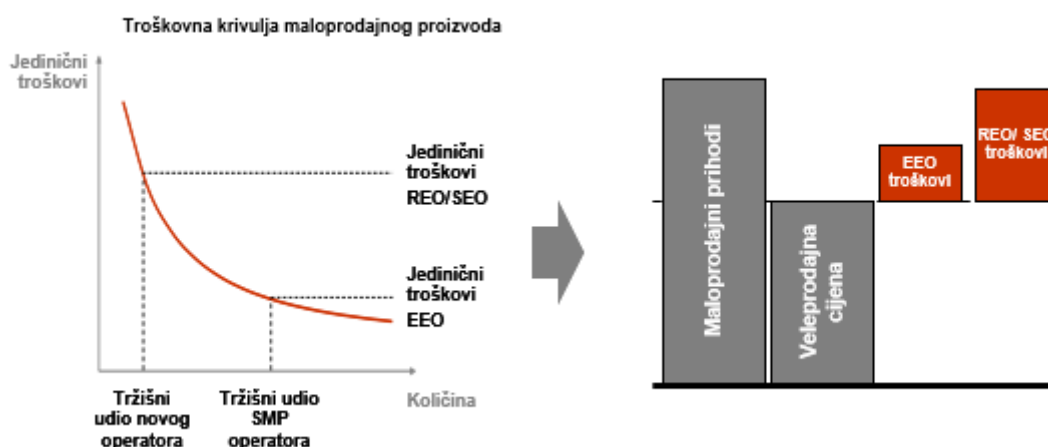 Troškovna krivulja maloprodajnog proizvoda
Jedinični
troškovi
Jedinični
troškovi
REO/SEO
Jedinični
troškovi
EEO
Količina
Tržišni
udio novog
operatora
Tržišni udio
SMP
operatora
Maloprodajni prihodi
Veleprodajna
cijena
EEO
troškovi
REO/ SEO
troškovi